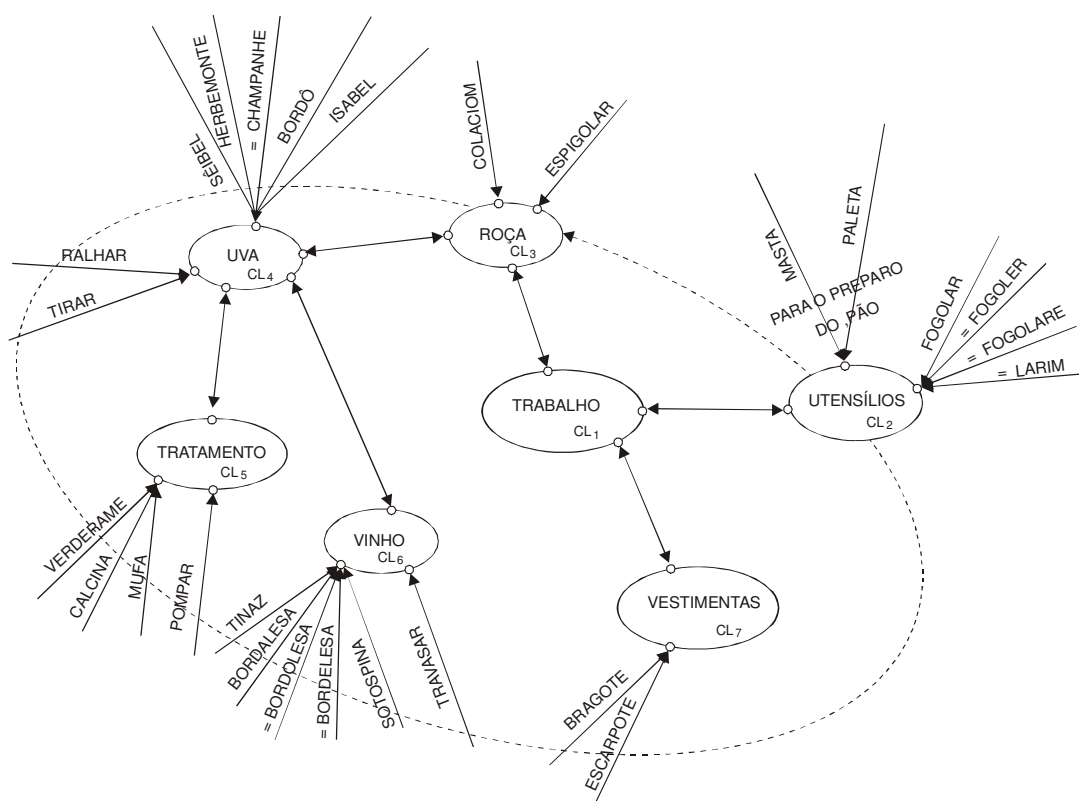 SÉIBEL
HERBEMONTE
= CHAMPANHE
BORDÔ
ISABEL
COLACIOM
ESPIGOLAR
MASTA
PALETA
PARA O PREPARO
DO PÃO
FOGOLAR
= FOGOLER
= FOGOLARE
= LARIM
RALHAR
TIRAR
UVA
CL4
ROÇA
CL3
TRABALHO
CL1
UTENSÍLIOS
CL2
TRATAMENTO
CL5
VERDERAME
CALCINA
MUFA
POMPAR
VINHO
CL6
TINAZ
BORDALESA
= BORDOLESA
= BORDELESA
SOTOSPINA
TRAVASAR
VESTIMENTAS
CL7
BRAGOTE
ESCARPOTE